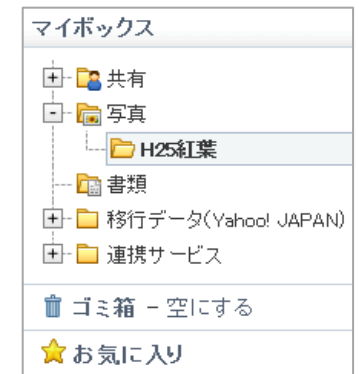 マイボックス
共有
写真
H25紅葉
書類
移行データ(Yahoo! JAPAN)
連携サービス
ゴミ箱 - 空にする
お気に入り